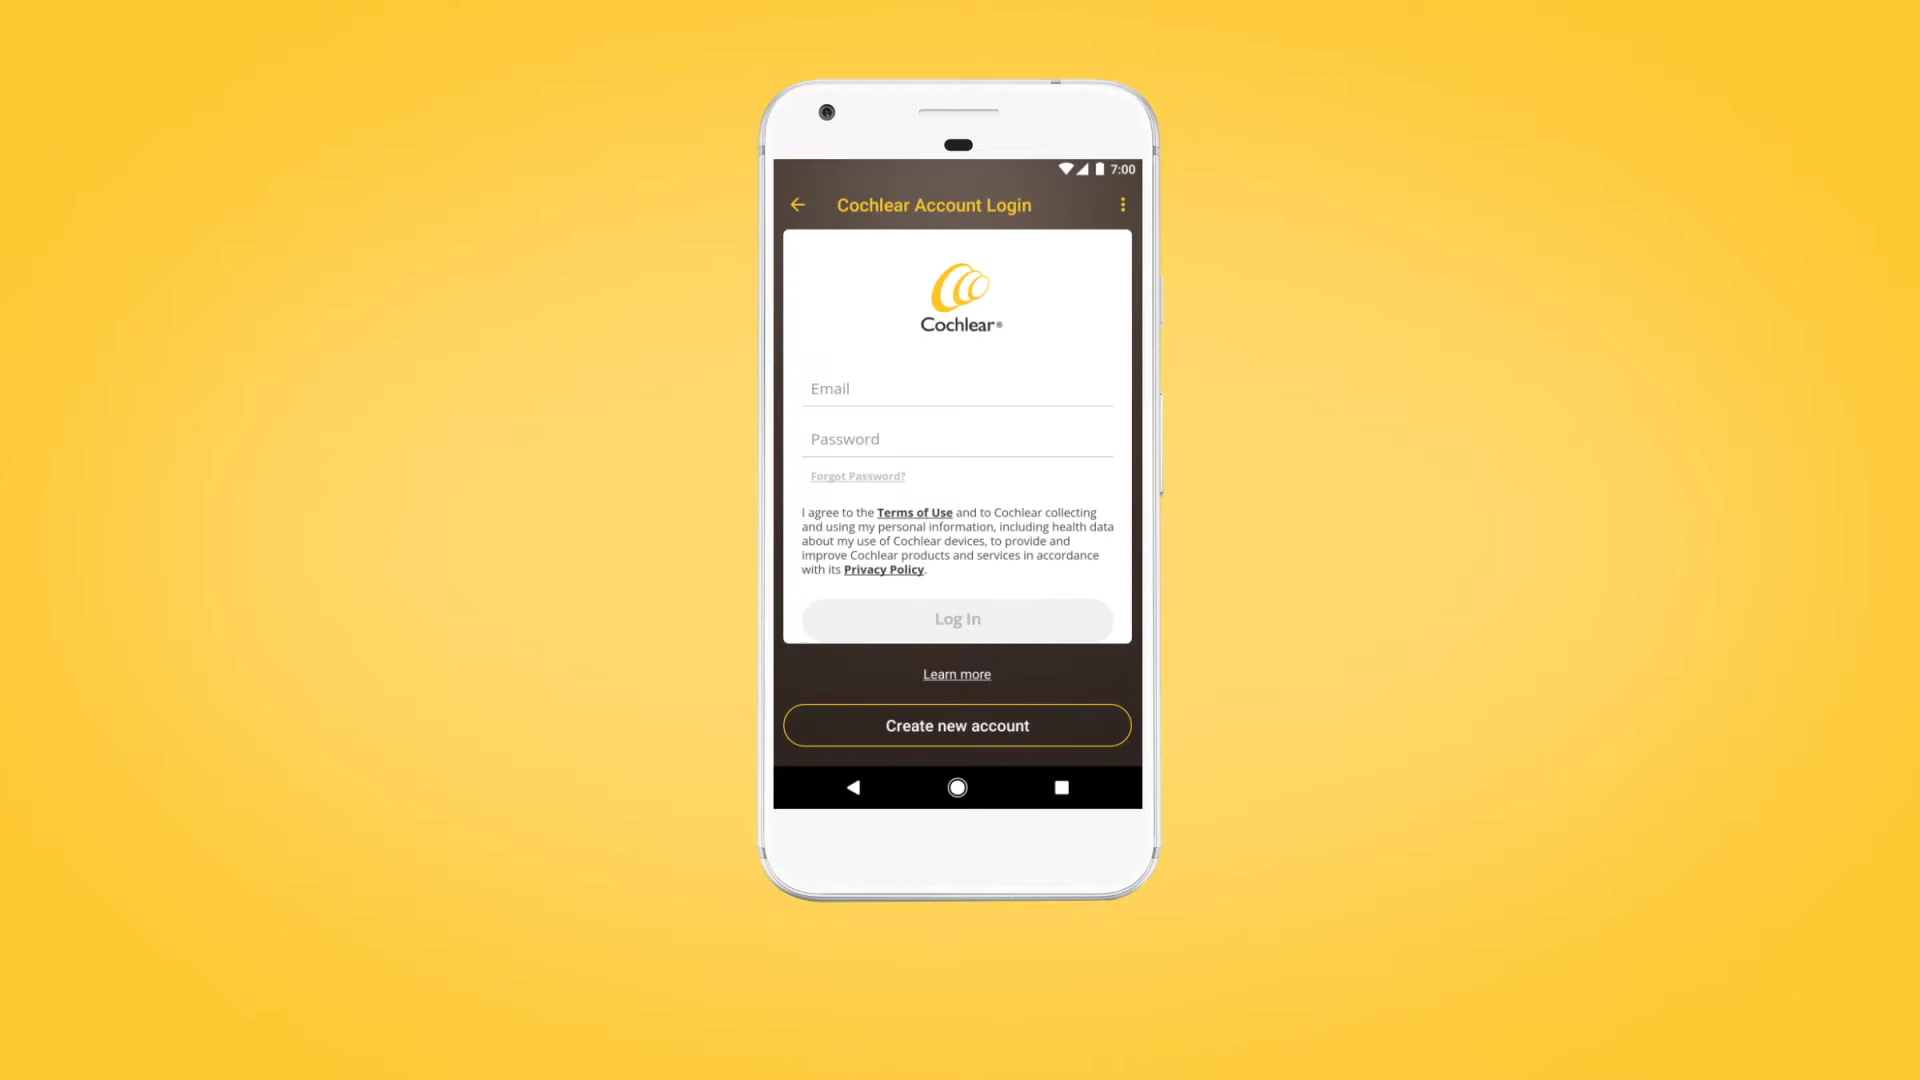 7:00
Cochlear Account Login
Cochlear®
Email
Password
Forgot Password?
I agree to the Terms of Use and to Cochlear collecting
and using my personal information, including health data
about my use of Cochlear devices, to provide and
improve Cochlear products and services in accordance
with its Privacy Policy.
Log In
Learn more
Create new account